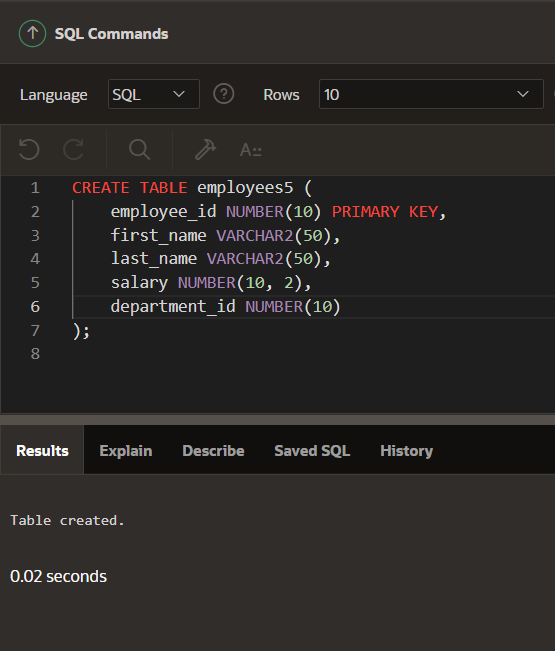 SQL Commands
Language SQL Rows 10
A
1 CREATE TABLE employees5 (
2 employee_id NUMBER(10) PRIMARY KEY,
3 first_name VARCHAR2(50),
4 last_name VARCHAR2(50),
5 salary NUMBER(10, 2),
6 department_id NUMBER(10)
7 );
8
Results Explain Describe Saved SQL History
Table created.
0.02 seconds